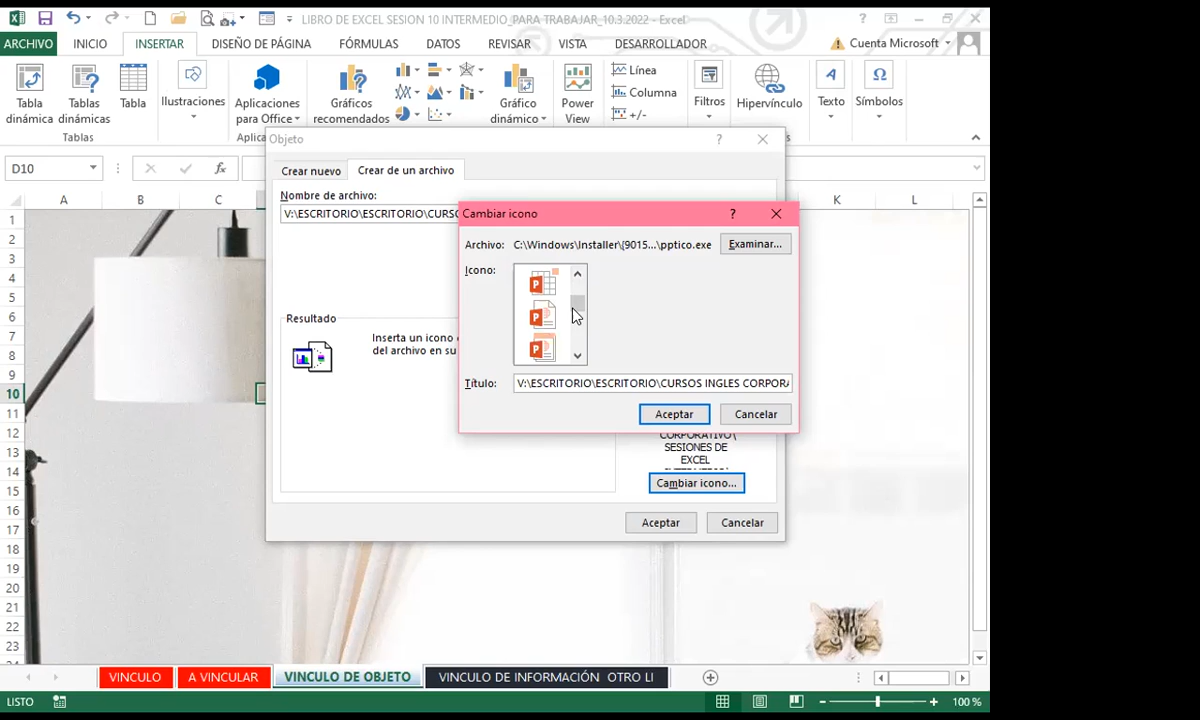 LIBRO DE EXCEL SESION 10 INTERMEDIO_PARA TRABAJAR_10.3.2022 - Excel
ARCHIVO INICIO INSERTAR DISEÑO DE PÁGINA FÓRMULAS DATOS REVISAR VISTA DESARROLLADOR Cuenta Microsoft
Tabla dinámica
Tablas dinámicas
Tabla
Ilustraciones
Aplicaciones para Office
Gráficos recomendados
Gráfico dinámico
Power View
Línea
Columna
+/-
Filtros
Hipervínculo
Texto
Símbolos
Tablas
Aplica
D10
fx
Objeto
?
Crear nuevo
Crear de un archivo
Nombre de archivo:
V:\ESCRITORIO\ESCRITORIO\CURSO
Resultado
Inserta un icono
del archivo en su
CORPORATIVO\
SESIONES DE
EXCEL
Cambiar icono...
Aceptar
Cancelar
Cambiar icono
?
Archivo: C:\Windows\Installer\{9015...\pptico.exe
Examinar...
Icono:
Título: V:\ESCRITORIO\ESCRITORIO\CURSOS INGLES CORPOR
Aceptar
Cancelar
A B C K L
1
2
3
4
5
6
7
8
9
10
11
12
13
14
15
16
17
18
19
20
21
22
23
VINCULO
A VINCULAR
VINCULO DE OBJETO
VINCULO DE INFORMACIÓN OTRO LI
LISTO
100 %